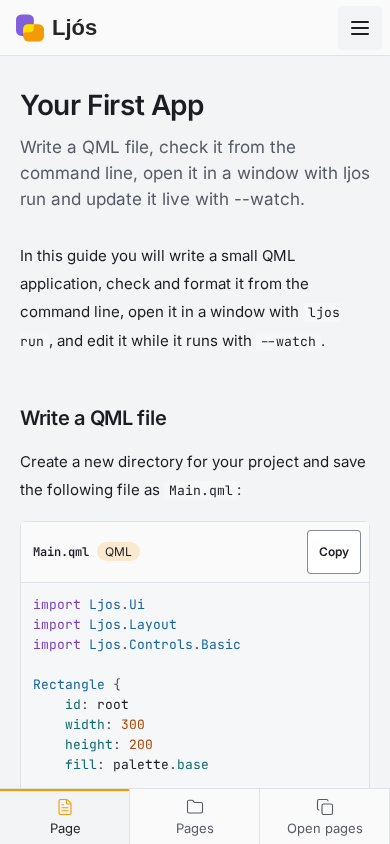 Ljós
Your First App
Write a QML file, check it from the
command line, open it in a window with ljos
run and update it live with --watch.
In this guide you will write a small QML
application, check and format it from the
command line, open it in a window with ljos
run, and edit it while it runs with --watch.
Write a QML file
Create a new directory for your project and save
the following file as Main.qml:
Main.qml QML Copy
import Ljos.Ui
import Ljos.Layout
import Ljos.Controls.Basic
Rectangle {
    id: root
    width: 300
    height: 200
    fill: palette.base
Page Pages Open pages